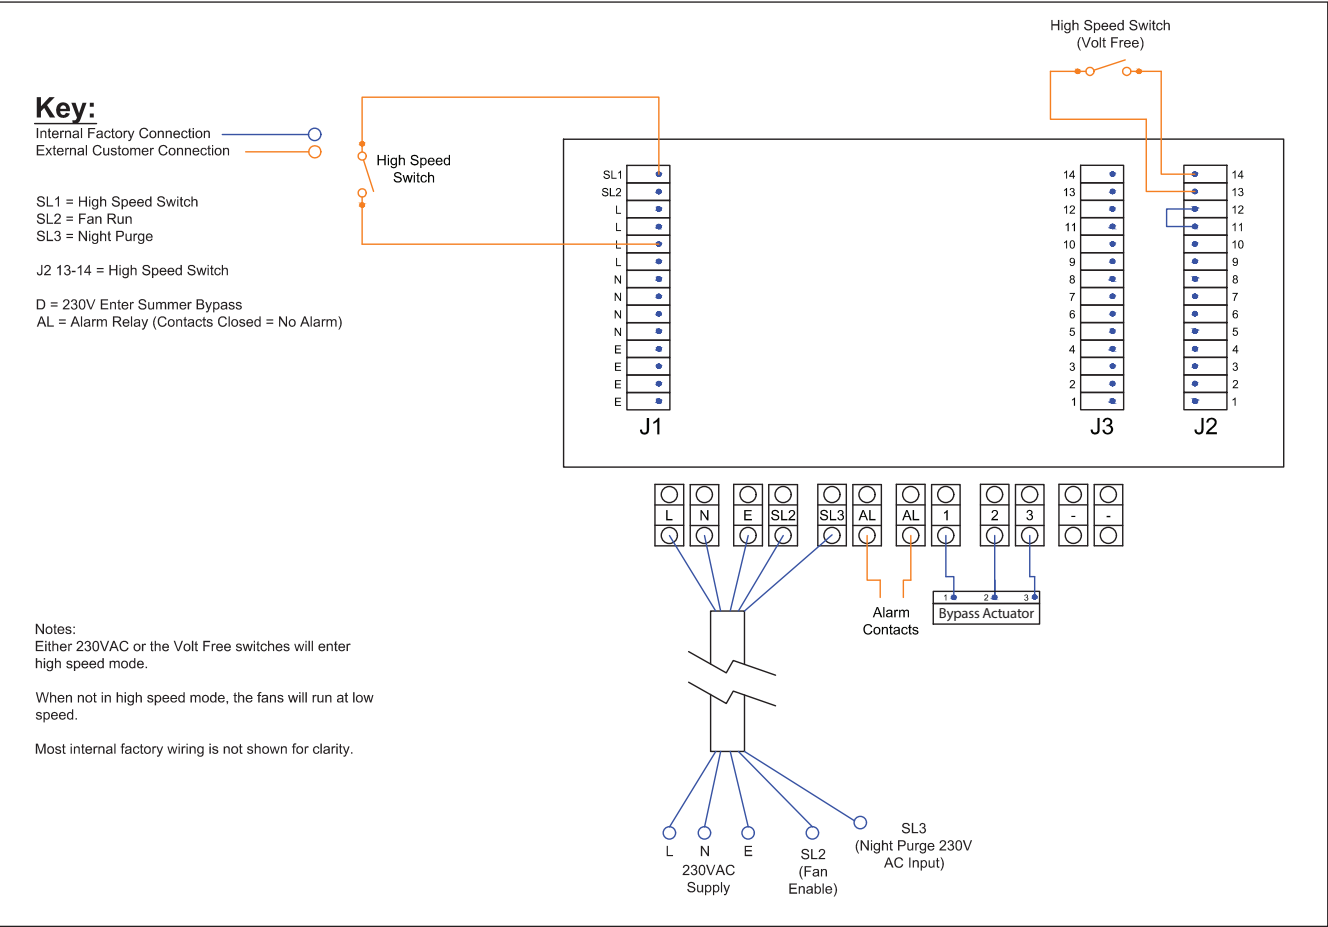 High Speed Switch
(Volt Free)
Key:
Internal Factory Connection
External Customer Connection
High Speed
Switch
SL1 = High Speed Switch
SL2 = Fan Run
SL3 = Night Purge
J2 13-14 = High Speed Switch
D = 230V Enter Summer Bypass
AL = Alarm Relay (Contacts Closed = No Alarm)
SL1
SL2
L
L
L
L
N
N
N
N
E
E
E
E
J1
14
13
12
11
10
9
8
7
6
5
4
3
2
1
J3
14
13
12
11
10
9
8
7
6
5
4
3
2
1
J2
L N E SL2 SL3 AL AL 1 2 3 - -
1 2 3
Bypass Actuator
Alarm
Contacts
Notes:
Either 230VAC or the Volt Free switches will enter
high speed mode.
When not in high speed mode, the fans will run at low
speed.
Most internal factory wiring is not shown for clarity.
L N E
230VAC
Supply
SL2
(Fan
Enable)
SL3
(Night Purge 230V
AC Input)